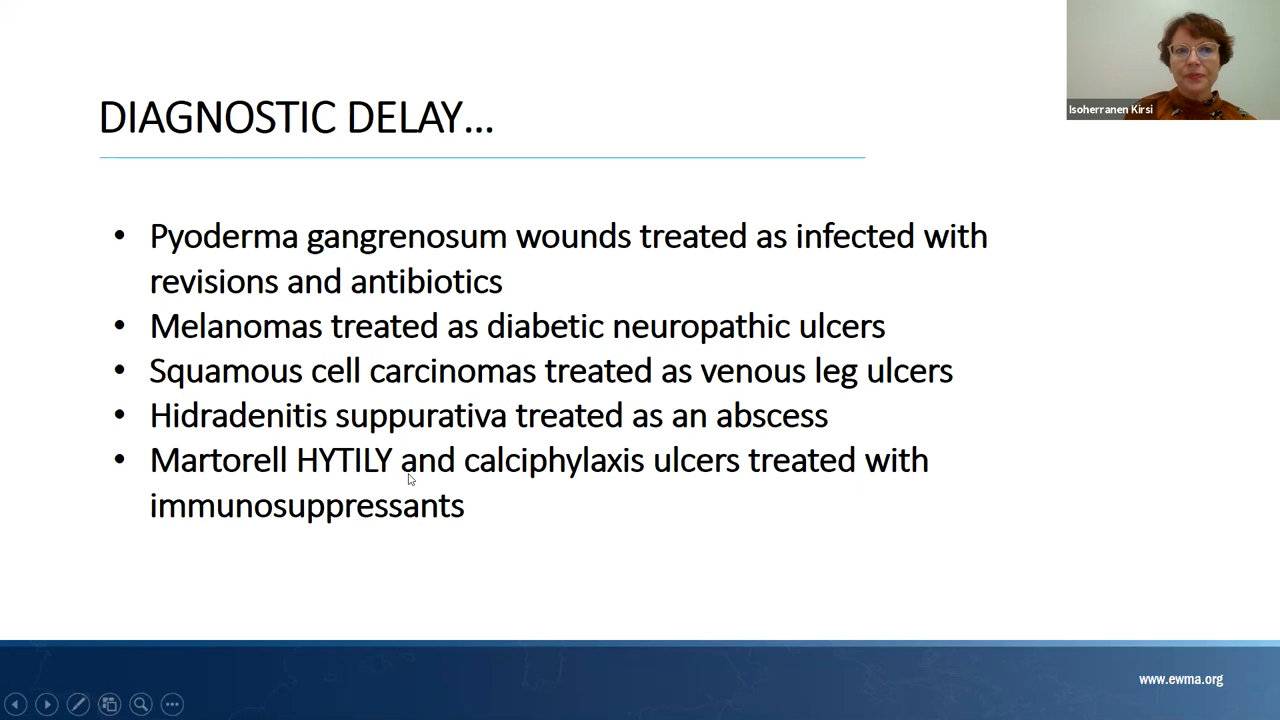 Isoherranen Kirsi
DIAGNOSTIC DELAY...
• Pyoderma gangrenosum wounds treated as infected with
revisions and antibiotics
• Melanomas treated as diabetic neuropathic ulcers
• Squamous cell carcinomas treated as venous leg ulcers
• Hidradenitis suppurativa treated as an abscess
• Martorell HYTILY and calciphylaxis ulcers treated with
immunosuppressants
www.ewma.org